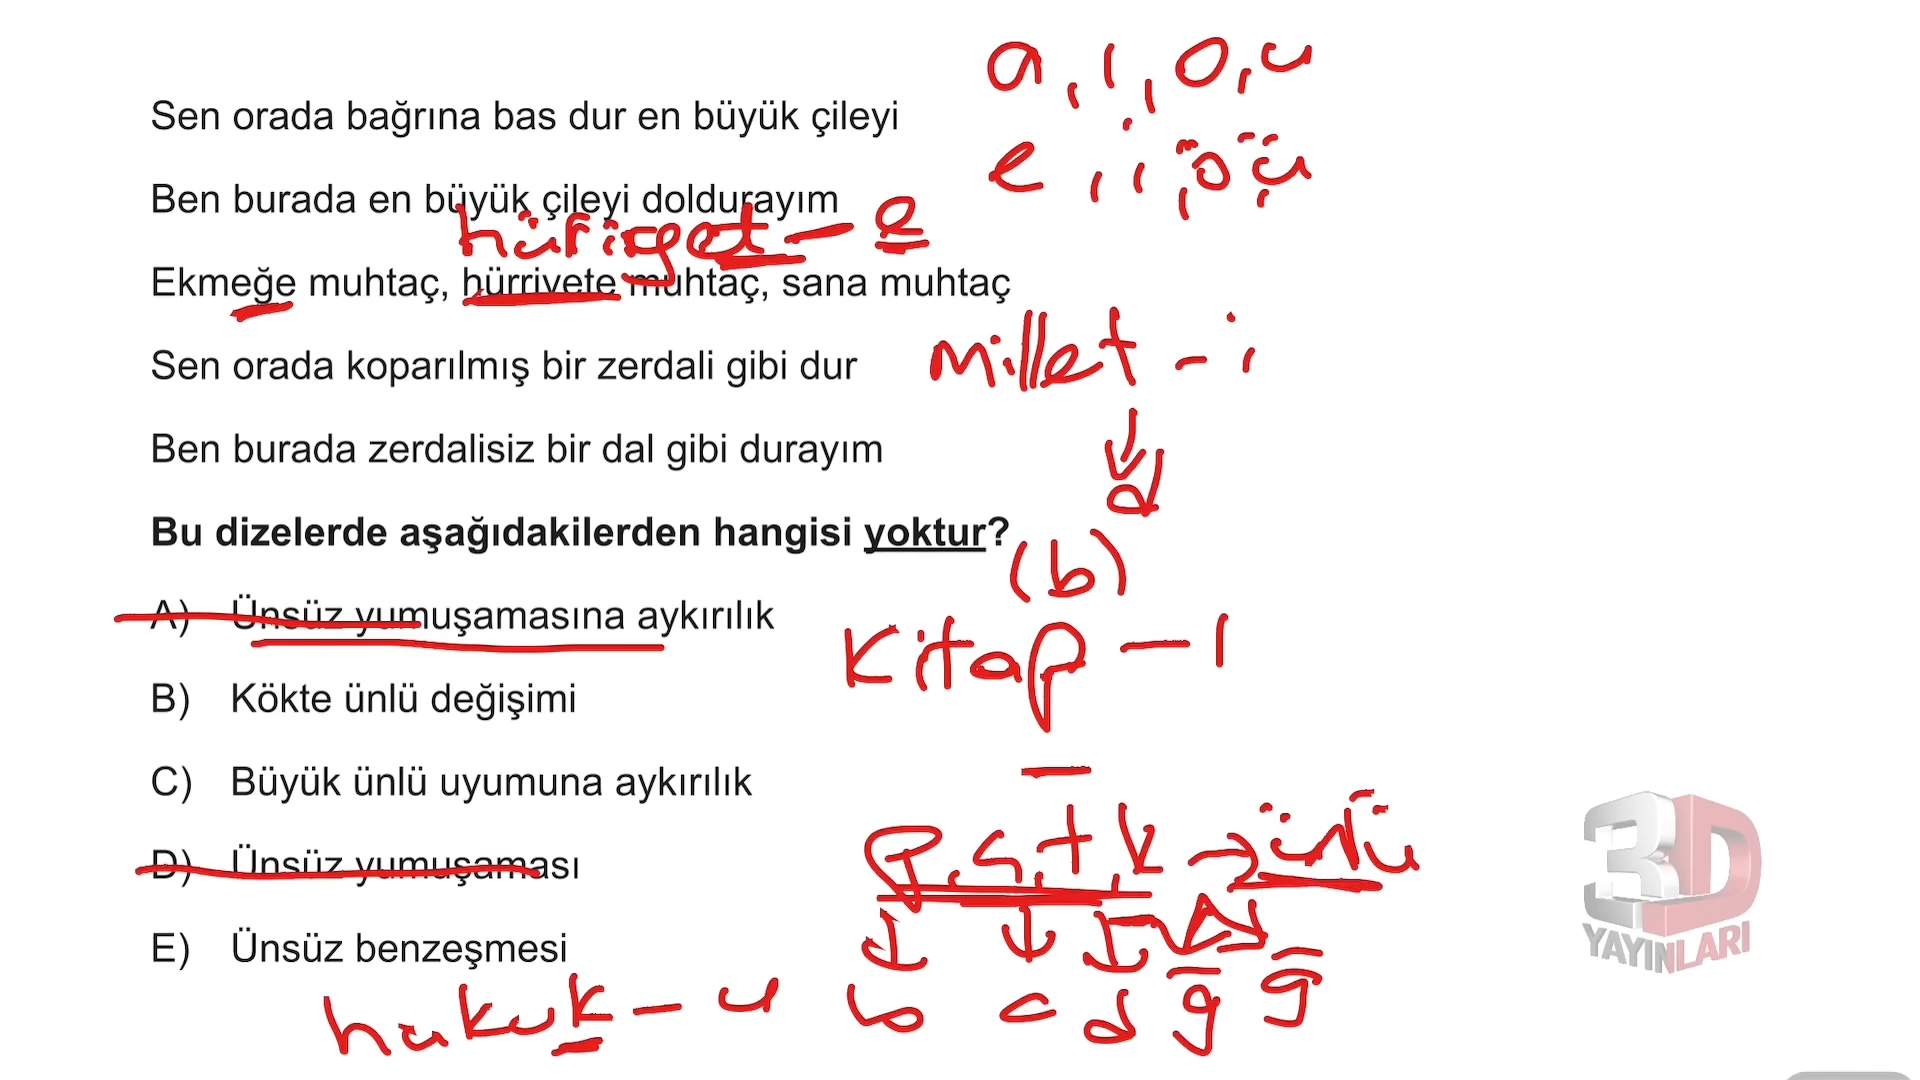 a, ı, o, u
Sen orada bağrına bas dur en büyük çileyi
e, i, ö, ü
Ben burada en büyük çileyi doldurayım
hürriyet – e
Ekmeğe muhtaç, hürriyete muhtaç, sana muhtaç
Millet - i
Sen orada koparılmış bir zerdali gibi dur
Ben burada zerdalisiz bir dal gibi durayım
d
Bu dizelerde aşağıdakilerden hangisi yoktur?
(b)
A) Ünsüz yumuşamasına aykırılık
Kitap – ı
B) Kökte ünlü değişimi
C) Büyük ünlü uyumuna aykırılık
p, ç, t, k → ünlü
D) Ünsüz yumuşaması
E) Ünsüz benzeşmesi
b c d ğ g
hukuk – u
3D
YAYINLARI